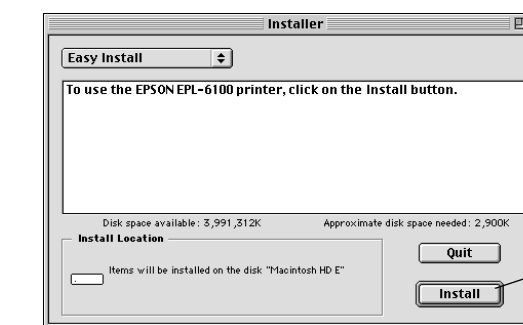 Installer
Easy Install
To use the EPSON EPL-6100 printer, click on the Install button.
Disk space available: 3,991,312K Approximate disk space needed: 2,900K
Install Location
Items will be installed on the disk "Macintosh HD E"
Quit
Install